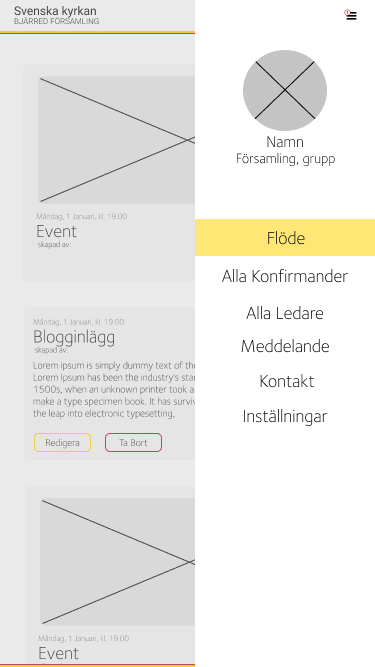 Svenska kyrkan
BJÄRRED FÖRSAMLING
Måndag, 1 Januari, kl. 19.00
Event
skapad av
Måndag, 1 Januari, kl. 19.00
Blogginlägg
skapad av
Lorem ipsum is simply dummy text of the
Lorem Ipsum has been the industry's
1500s, when an unknown printer took a
make a type specimen book. It has
the leap into electronic typesetting,
Redigera
Ta Bort
Måndag, 1 Januari, kl. 19.00
Event
Namn
Församling, grupp
Flöde
Alla Konfirmander
Alla Ledare
Meddelande
Kontakt
Inställningar